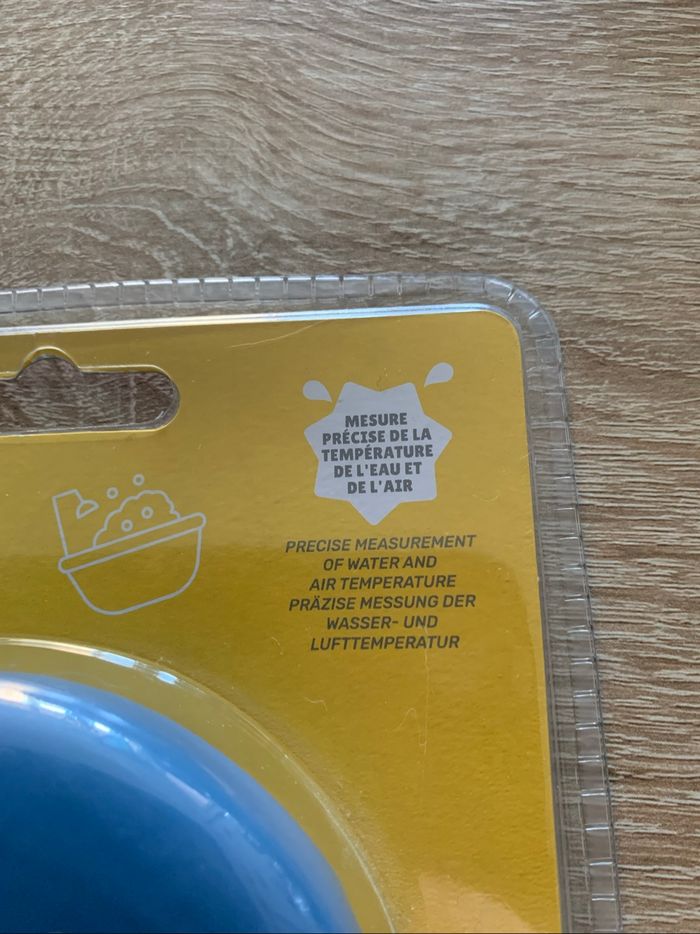 MESURE
PRÉCISE DE LA
TEMPÉRATURE
DE L'EAU ET
DE L'AIR
PRECISE MEASUREMENT
OF WATER AND
AIR TEMPERATURE
PRÄZISE MESSUNG DER
WASSER- UND
LUFTTEMPERATUR